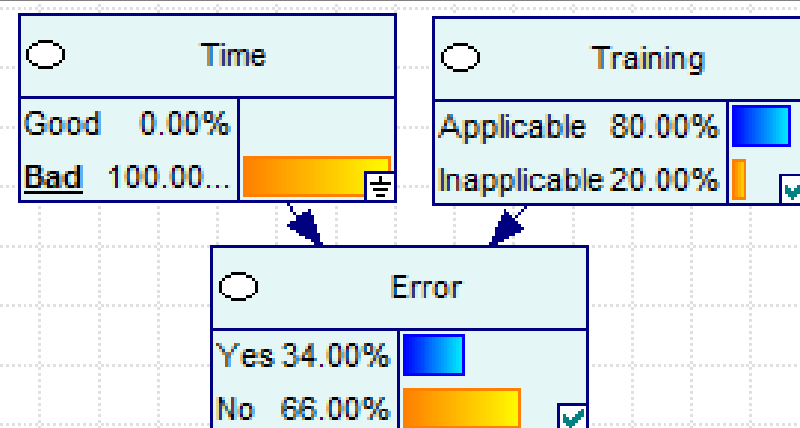 Time
Good 0.00%
Bad 100.00...
Training
Applicable 80.00%
Inapplicable 20.00%
Error
Yes 34.00%
No 66.00%